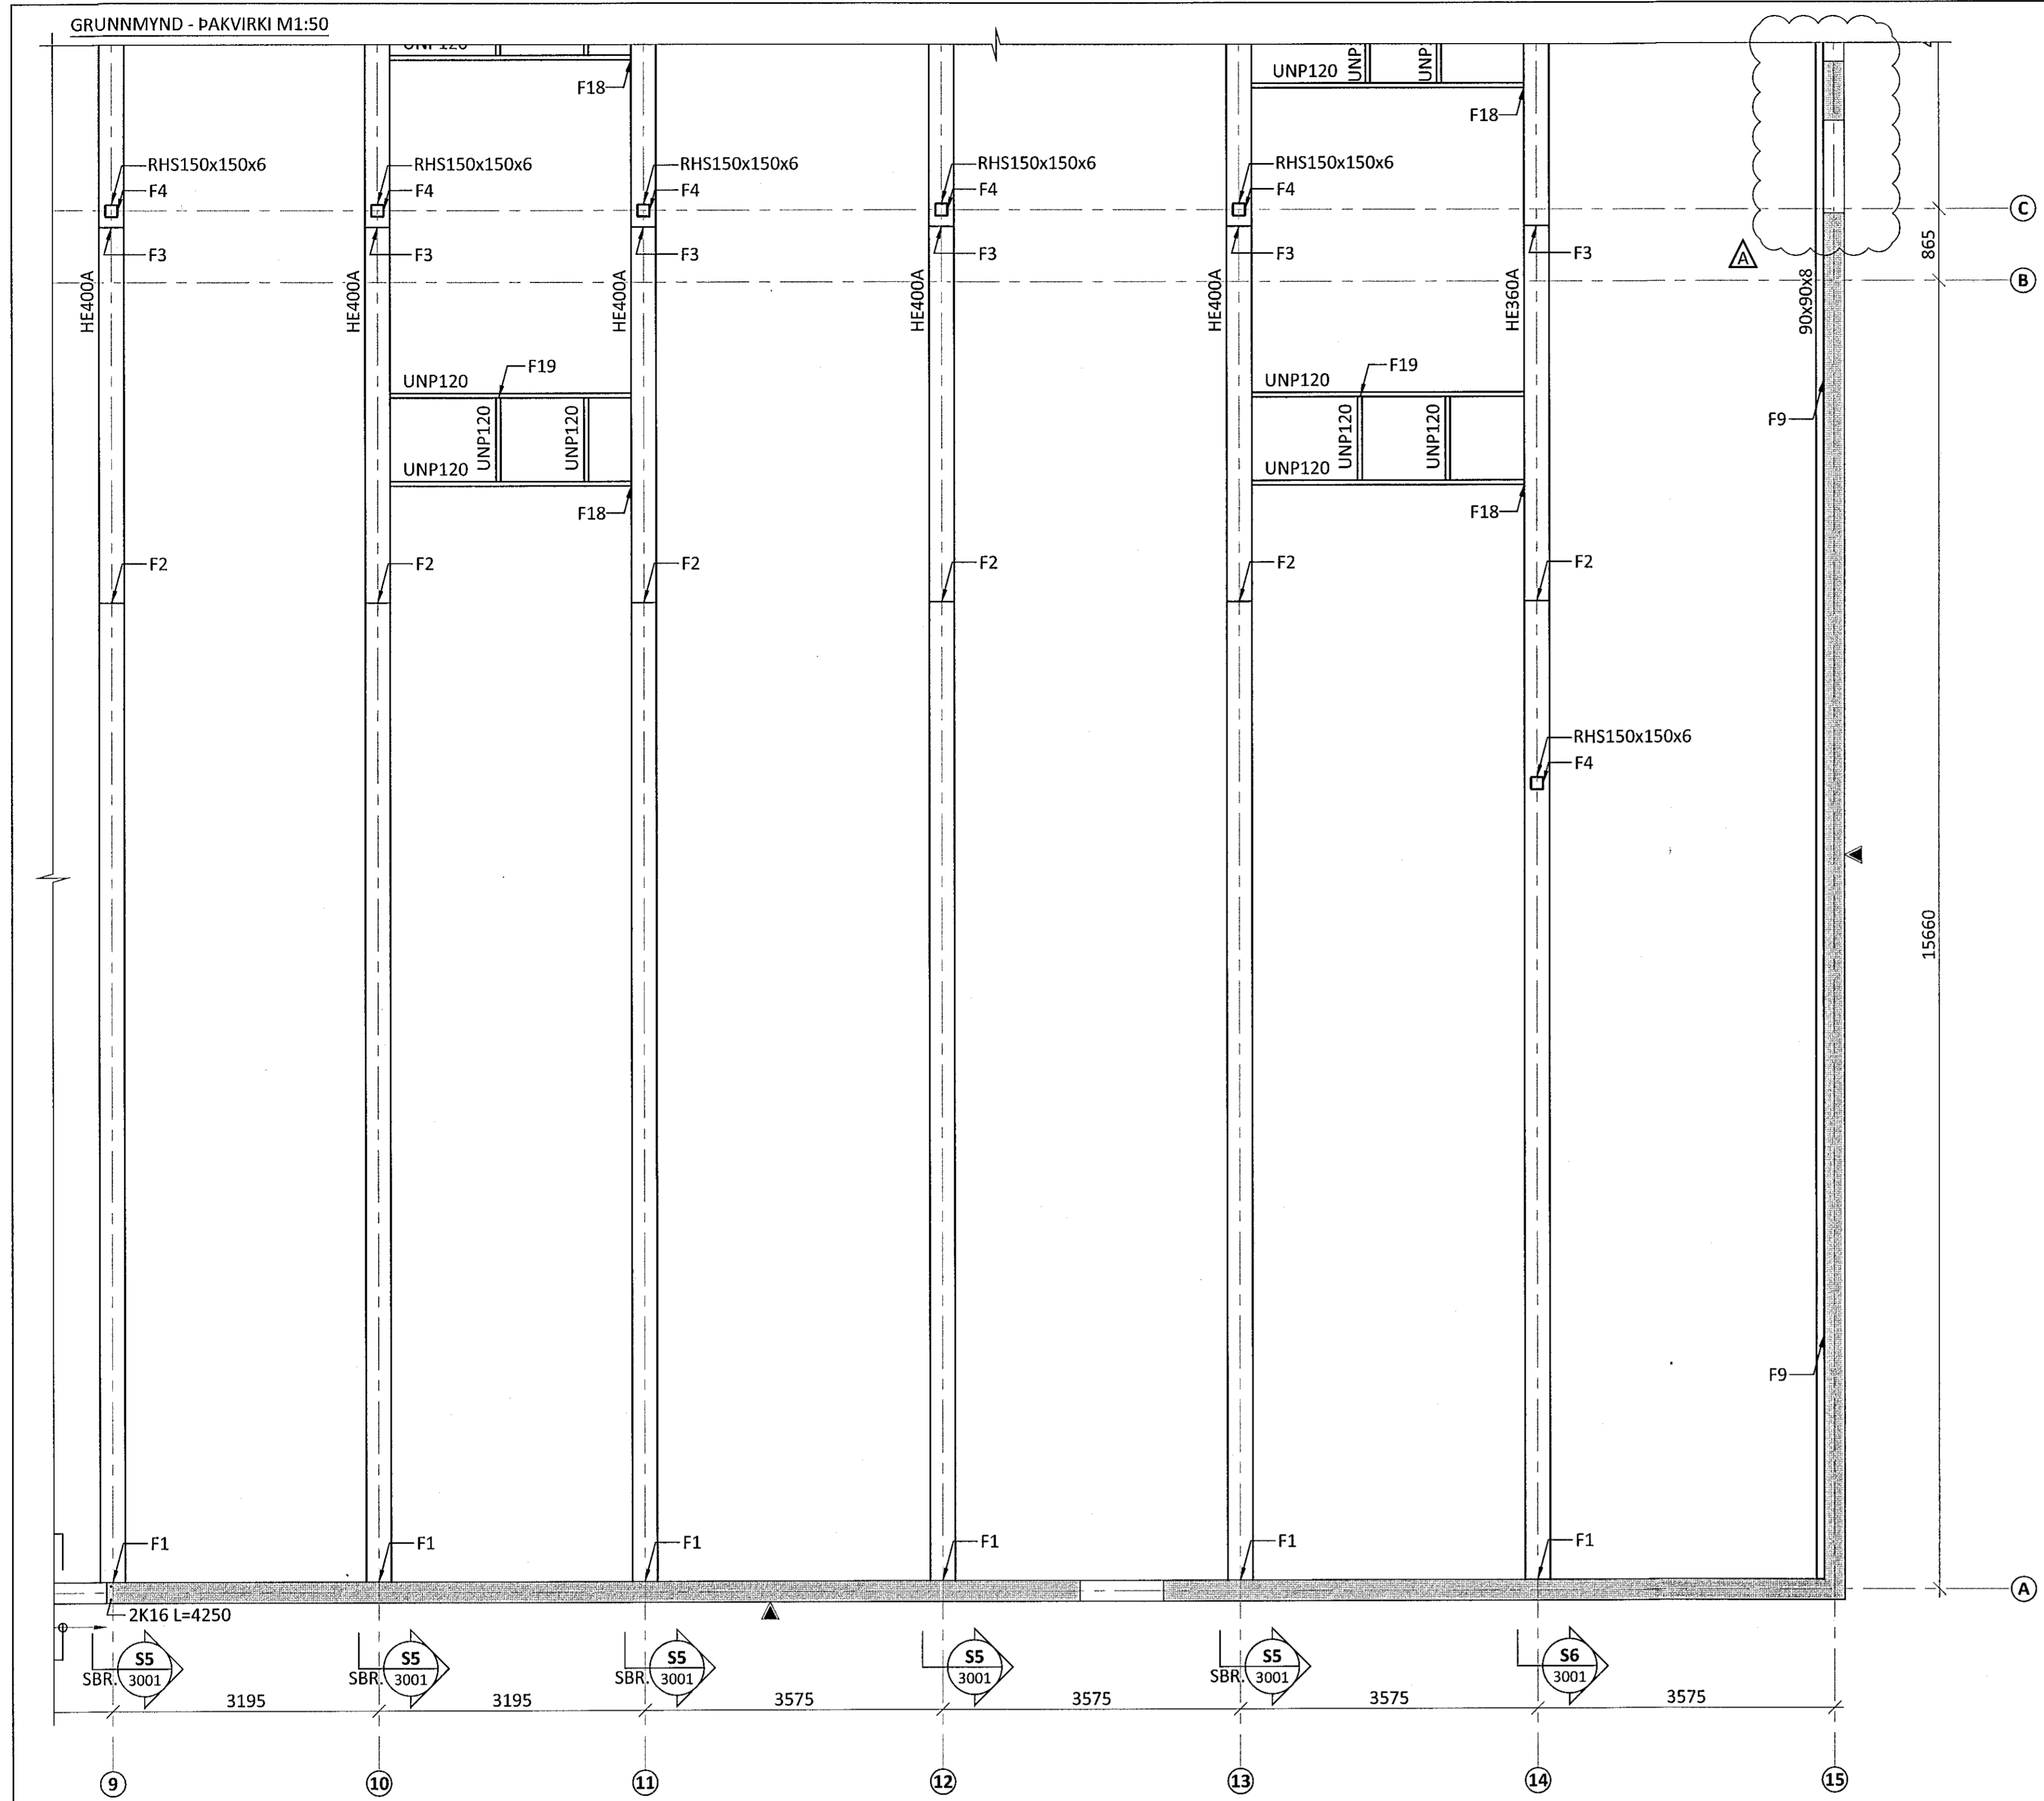 GRUNNMYND - ÞAKVIRKI M1:50
UNP120
UNP120
UNP
UNP
F18
F18
RHS150x150x6
RHS150x150x6
RHS150x150x6
RHS150x150x6
RHS150x150x6
F4
F4
F4
F4
F4
C
F3
F3
F3
F3
F3
F3
A
865
B
HE400A
HE400A
HE400A
HE400A
HE400A
HE360A
90x90x8
F19
F19
UNP120
UNP120
F9
UNP120
UNP120
UNP120
UNP120
UNP120
UNP120
F18
F18
F2
F2
F2
F2
F2
F2
RHS150x150x6
F4
15660
F9
F1
F1
F1
F1
F1
F1
A
2K16 L=4250
S5
S5
S5
S5
S5
S6
SBR.
3001
SBR.
3001
SBR.
3001
3001
SBR.
3001
3001
3195
3195
3575
3575
3575
3575
9
10
11
12
13
14
15